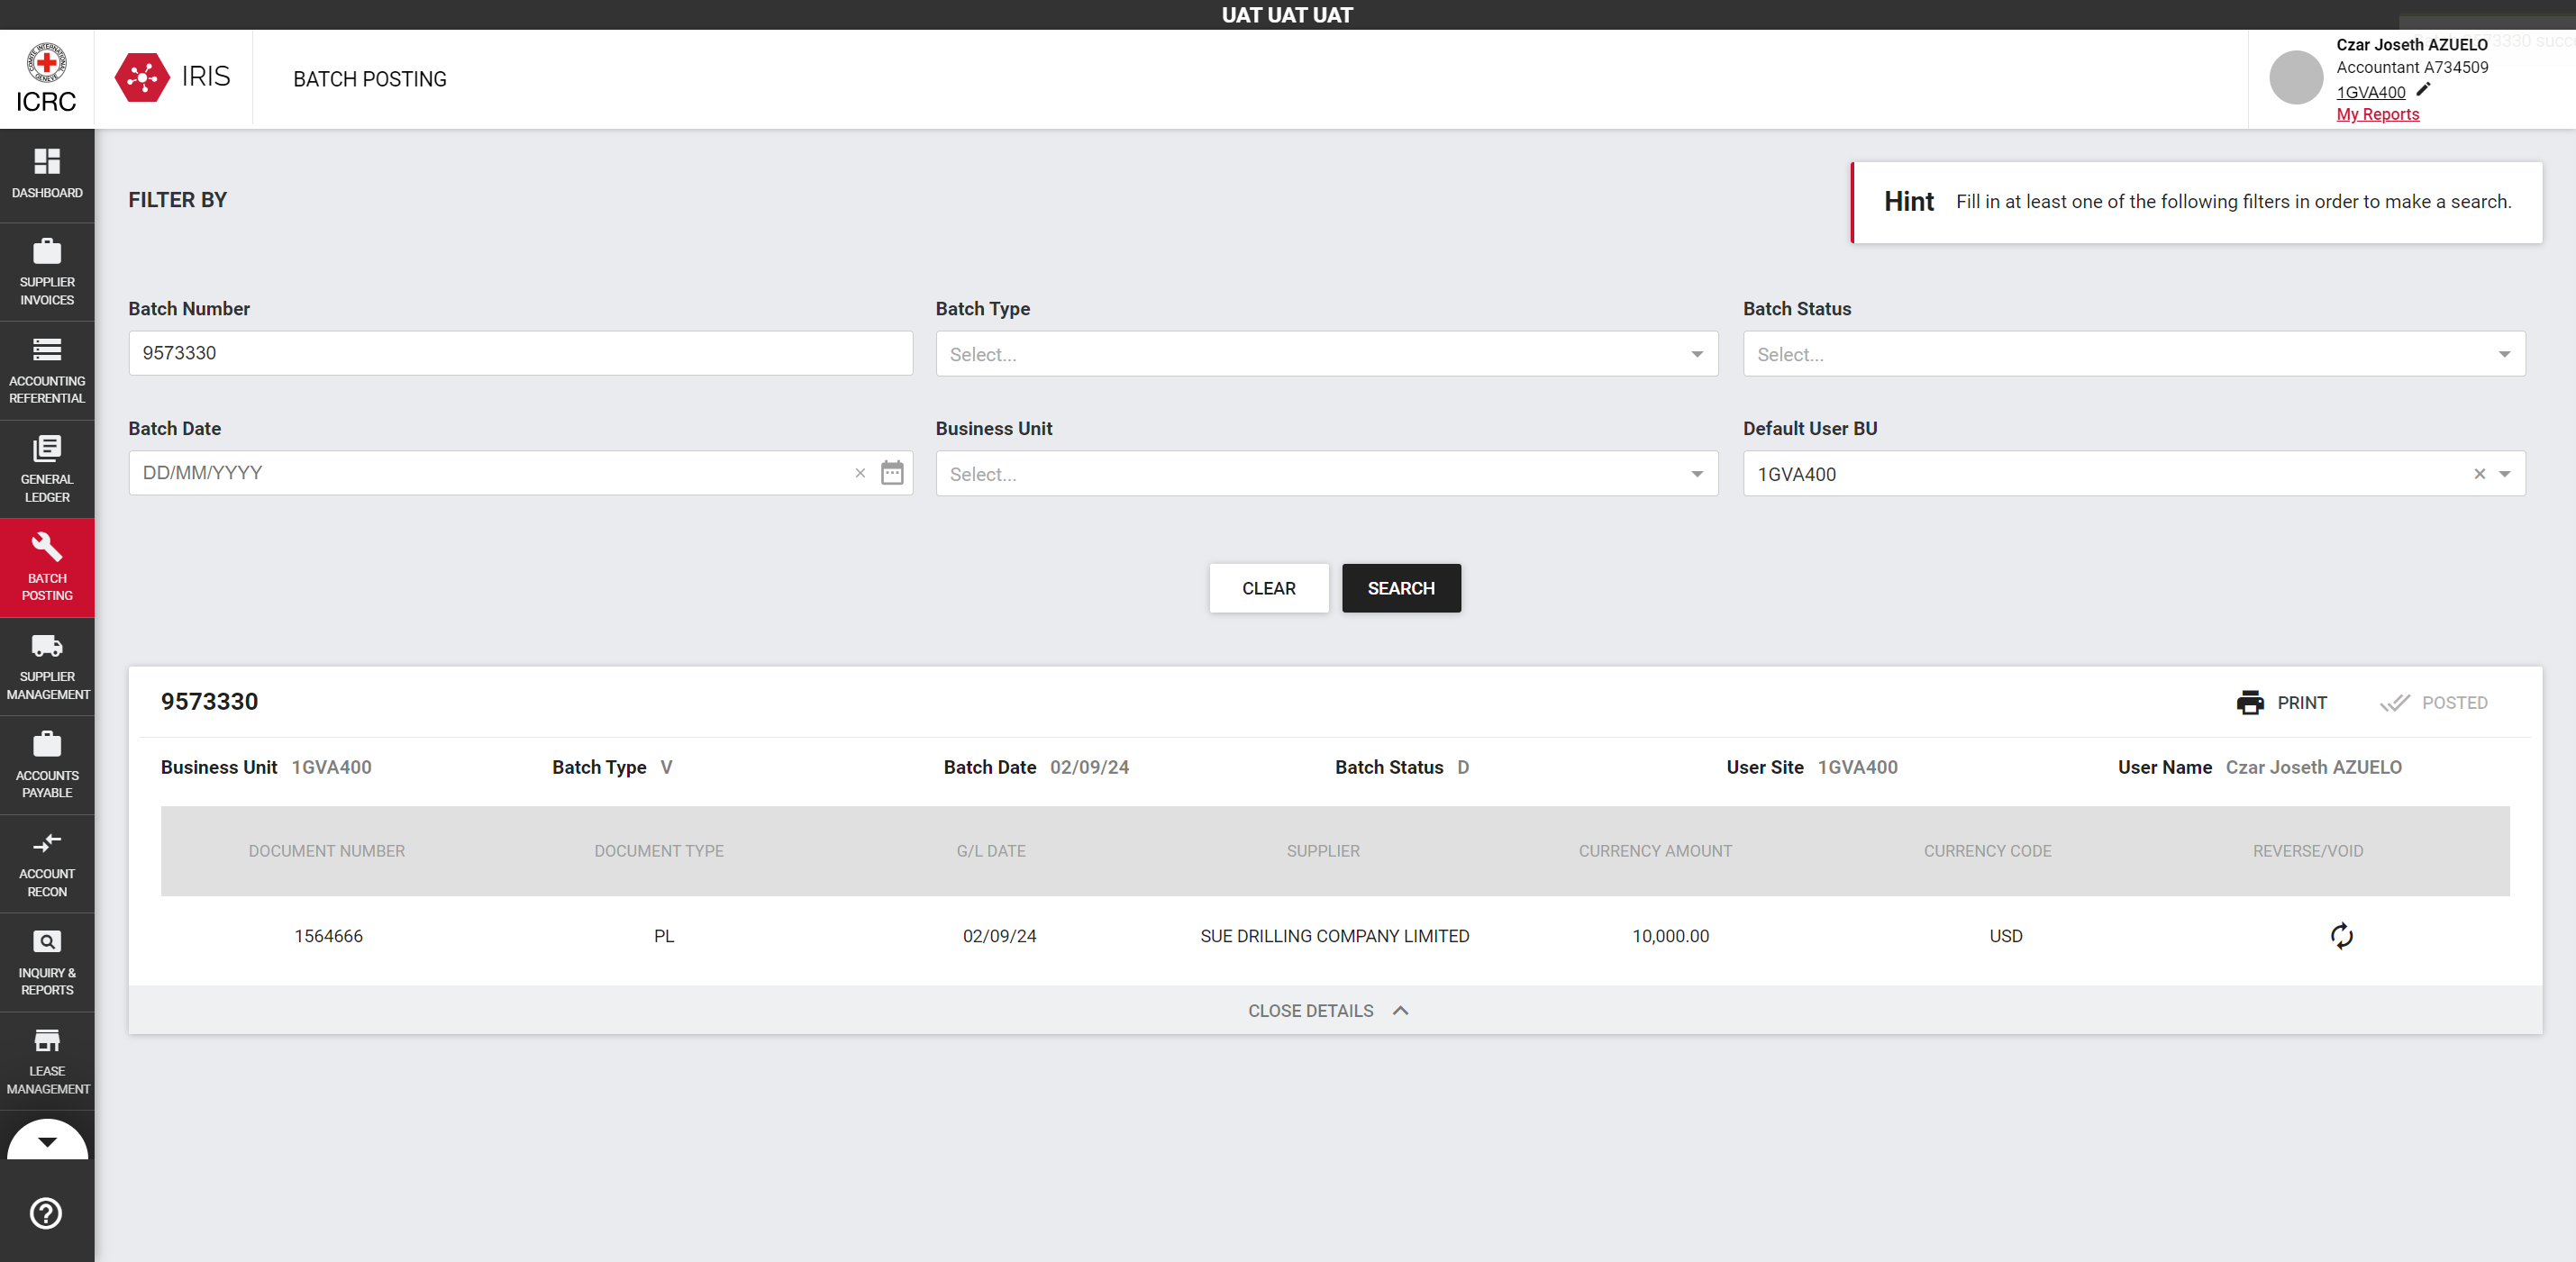 UAT UAT UAT
ICRC
IRIS
BATCH POSTING
Czar Joseth AZUELO
Accountant A734509
1GVA400
My Reports
DASHBOARD
SUPPLIER
INVOICES
ACCOUNTING
REFERENTIAL
GENERAL
LEDGER
BATCH
POSTING
SUPPLIER
MANAGEMENT
ACCOUNTS
PAYABLE
ACCOUNT
RECON
INQUIRY &
REPORTS
LEASE
MANAGEMENT
FILTER BY
Hint Fill in at least one of the following filters in order to make a search.
Batch Number
9573330
Batch Type
Select...
Batch Status
Select...
Batch Date
DD/MM/YYYY
Business Unit
Select...
Default User BU
1GVA400
CLEAR
SEARCH
9573330
PRINT
POSTED
Business Unit 1GVA400
Batch Type V
Batch Date 02/09/24
Batch Status D
User Site 1GVA400
User Name Czar Joseth AZUELO
DOCUMENT NUMBER DOCUMENT TYPE G/L DATE SUPPLIER CURRENCY AMOUNT CURRENCY CODE REVERSE/VOID
1564666 PL 02/09/24 SUE DRILLING COMPANY LIMITED 10,000.00 USD
CLOSE DETAILS